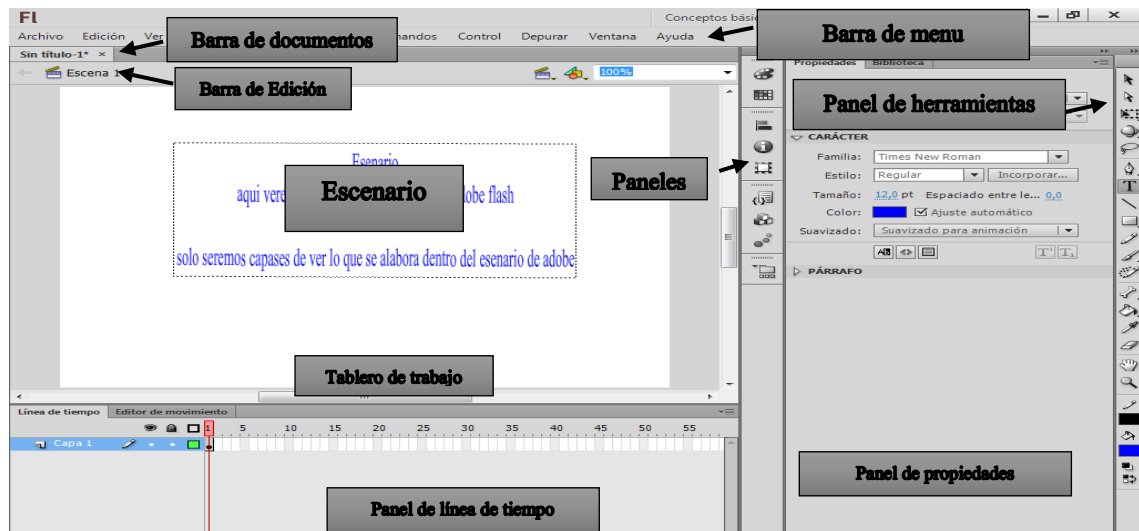 Fl
Conceptos
Archivo Edición Ver Control Depurar Ventana Ayuda
Barra de documentos
Barra de menu
Sin título-1* ×
Escena 1
100%
Barra de Edición
Propiedades Biblioteca
Panel de herramientas
CARÁCTER
Familia: Times New Roman
Estilo: Regular Incorporar...
Tamaño: 12,0 pt Espaciado entre le... 0,0
Color: Ajuste automático
Suavizado: Suavizado para animación
PÁRRAFO
Paneles
Esenario
Escenario
aqui flash
solo seremos capases de ver lo que se alabora dentro del esenario de adobe
Tablero de trabajo
Línea de tiempo Editor de movimiento
1 5 10 15 20 25 30 35 40 45 50 55
Capa 1
Panel de línea de tiempo
Panel de propiedades